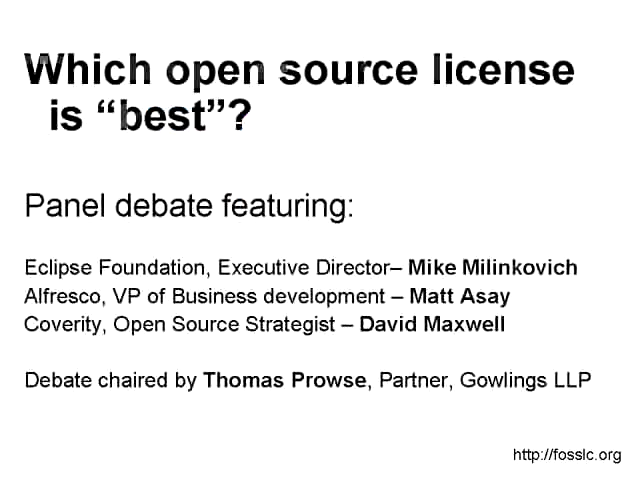 Which open source license
is “best”?
Panel debate featuring:
Eclipse Foundation, Executive Director– Mike Milinkovich
Alfresco, VP of Business development – Matt Asay
Coverity, Open Source Strategist – David Maxwell
Debate chaired by Thomas Prowse, Partner, Gowlings LLP
http://fosslc.org